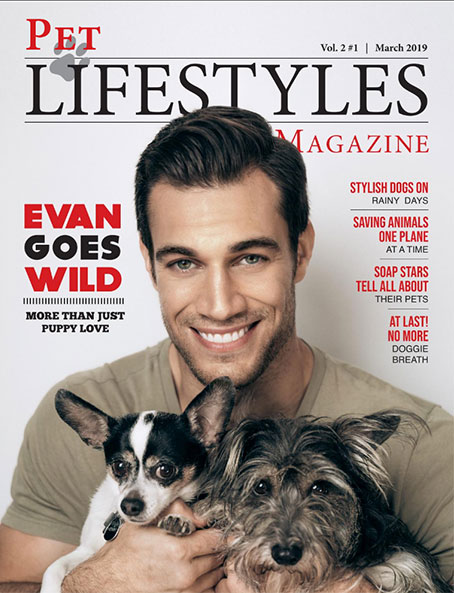 PET
Vol. 2 #1 | March 2019
LIFESTYLES
MAGAZINE
EVAN
GOES
WILD
MORE THAN JUST
PUPPY LOVE
STYLISH DOGS ON
RAINY DAYS
SAVING ANIMALS
ONE PLANE
AT A TIME
SOAP STARS
TELL ALL ABOUT
THEIR PETS
AT LAST!
NO MORE
DOGGIE
BREATH